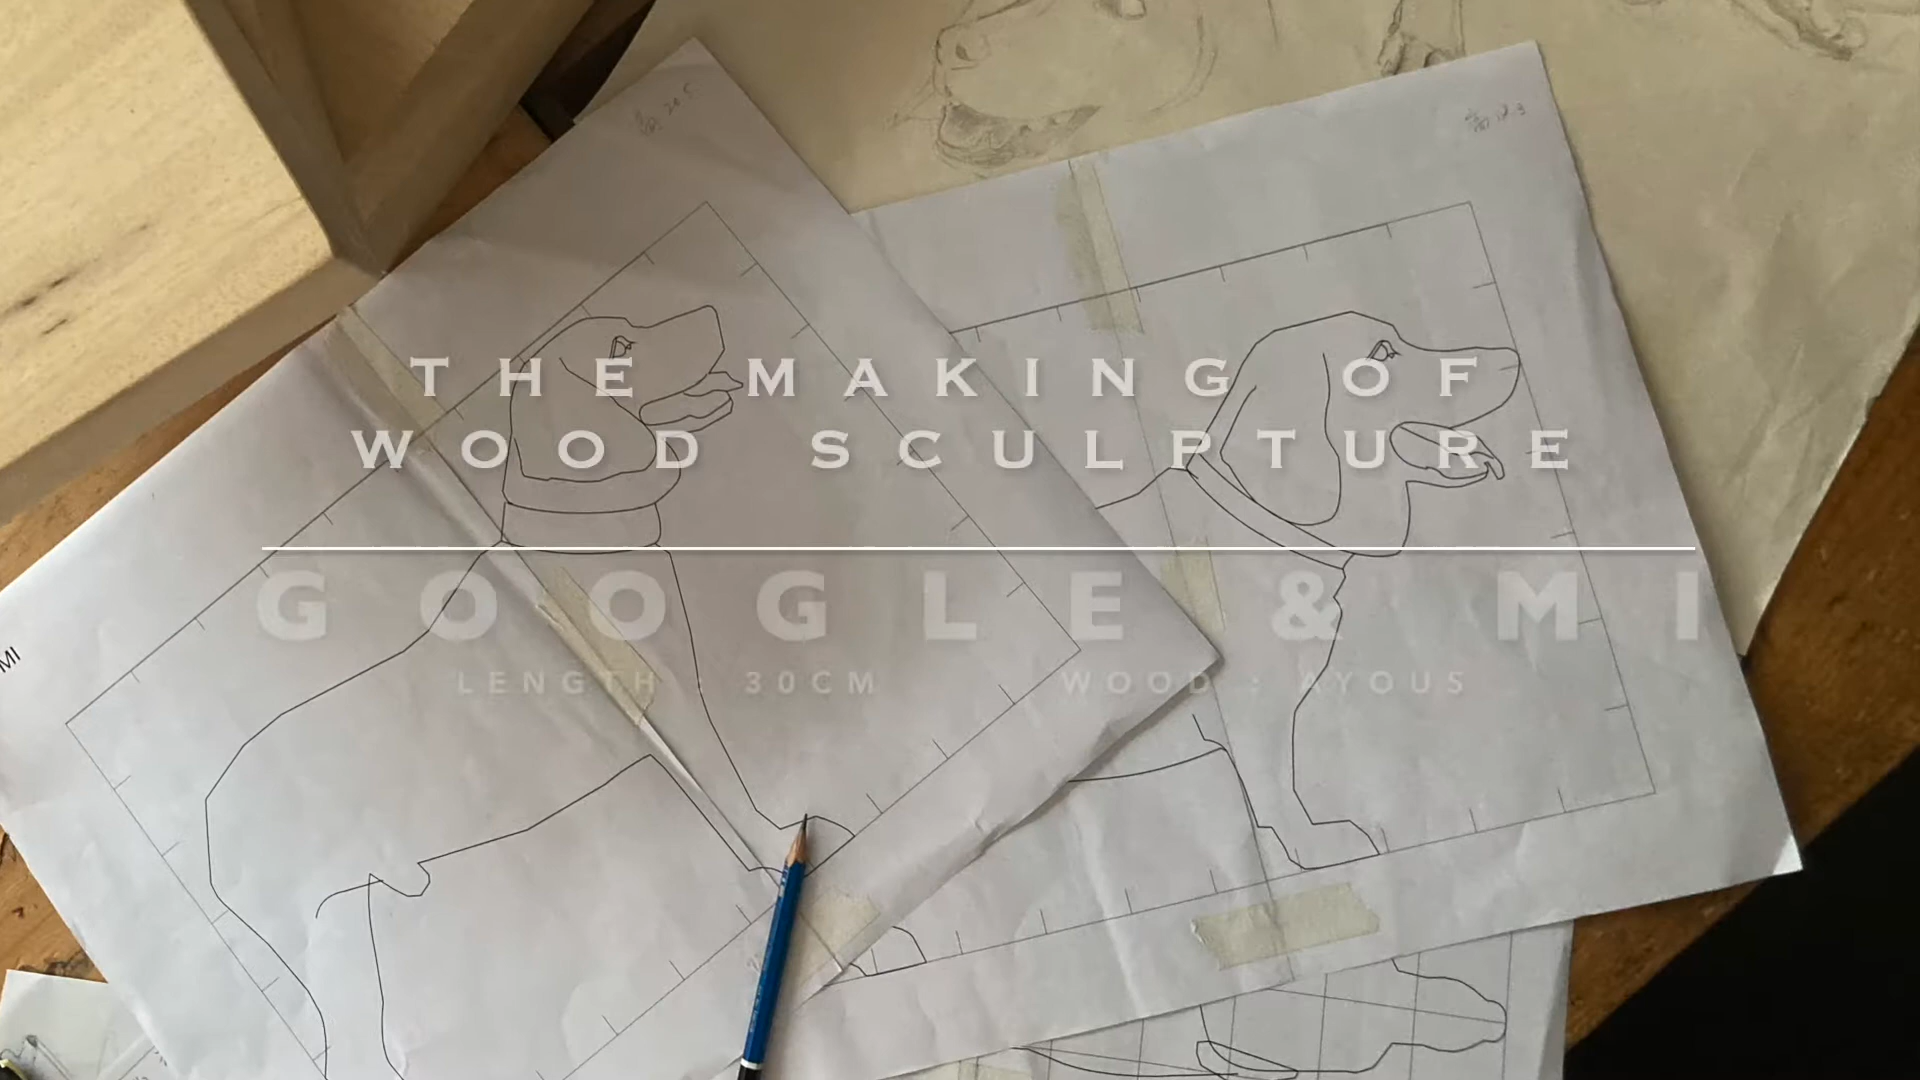 THE MAKING OF
WOOD SCULPTURE
GOOGLE & MI
LENGTH : 30CM WOOD : AYOUS
MI